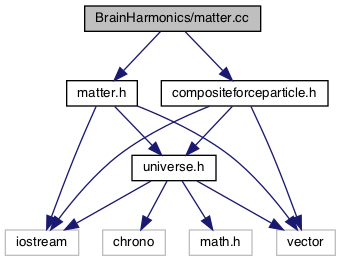 BrainHarmonics/matter.cc
matter.h
compositeforceparticle.h
universe.h
iostream
chrono
math.h
vector